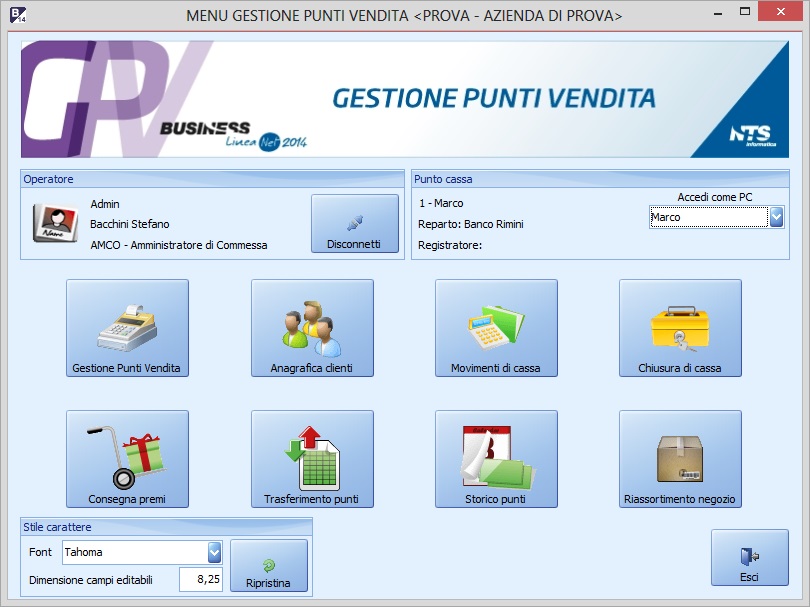 MENU GESTIONE PUNTI VENDITA <PROVA - AZIENDA DI PROVA>
GPV
BUSINESS
Linea Net 2014
GESTIONE PUNTI VENDITA
NTS
Informatica
Operatore
Admin
Bacchini Stefano
AMCO - Amministratore di Commessa
Disconnetti
Punto cassa
1 - Marco
Reparto: Banco Rimini
Registratore:
Accedi come PC
Marco
Gestione Punti Vendita
Anagrafica clienti
Movimenti di cassa
Chiusura di cassa
Consegna premi
Trasferimento punti
Storico punti
Riassortimento negozio
Stile carattere
Font
Tahoma
Dimensione campi editabili
8,25
Ripristina
Esci